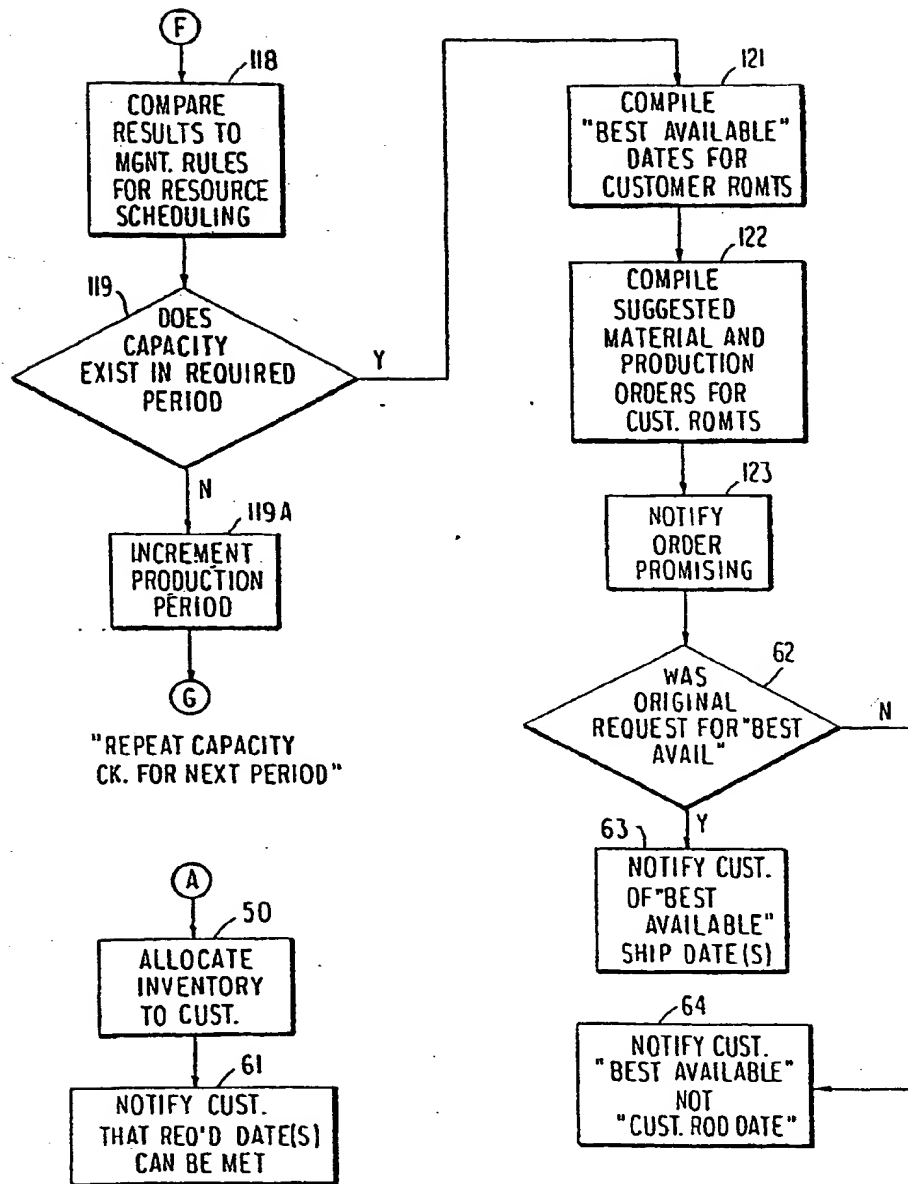 F
118
COMPARE
RESULTS TO
MGNT. RULES
FOR RESOURCE
SCHEDULING
119
DOES
CAPACITY
EXIST IN REQUIRED
PERIOD
Y
N
119A
INCREMENT
PRODUCTION
PERIOD
G
"REPEAT CAPACITY
CK. FOR NEXT PERIOD"
A
50
ALLOCATE
INVENTORY
TO CUST.
61
NOTIFY CUST.
THAT REQ'D DATE(S)
CAN BE MET
121
COMPILE
"BEST AVAILABLE"
DATES FOR
CUSTOMER RQMTS
122
COMPILE
SUGGESTED
MATERIAL AND
PRODUCTION
ORDERS FOR
CUST. RQMTS
123
NOTIFY
ORDER
PROMISING
62
WAS
ORIGINAL
REQUEST FOR "BEST
AVAIL"
N
Y
63
NOTIFY CUST.
OF "BEST
AVAILABLE"
SHIP DATE(S)
64
NOTIFY CUST.
"BEST AVAILABLE"
NOT
"CUST. RQD DATE"